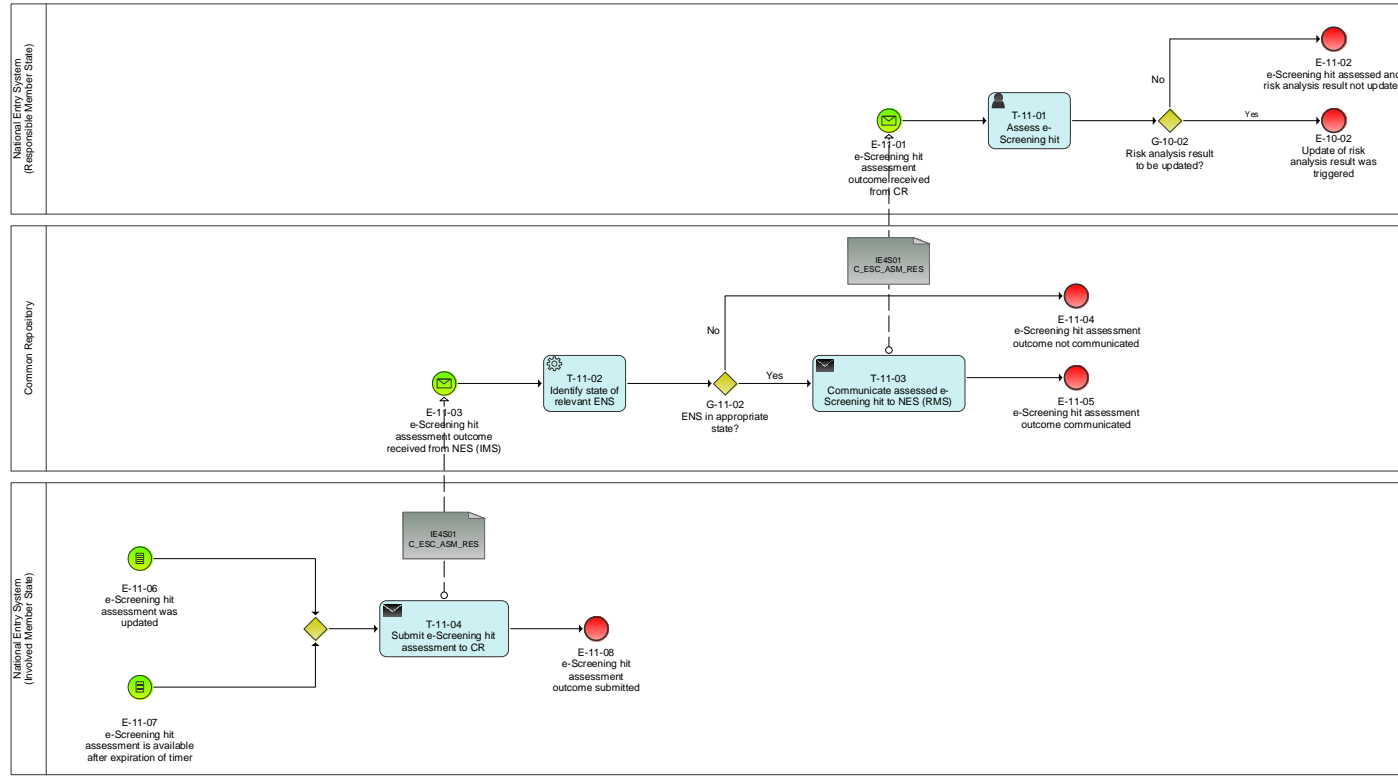 National Entry System
(Responsible Member State)
E-11-01
e-Screening hit
assessment
outcome received
from CR
T-11-01
Assess e-
Screening hit
G-10-02
Risk analysis result
to be updated?
No
Yes
E-11-02
e-Screening hit assessed and
risk analysis result not update
E-10-02
Update of risk
analysis result was
triggered
Common Repository
IE4S01
C_ESC_ASM_RES
E-11-03
e-Screening hit
assessment outcome
received from NES (IMS)
T-11-02
Identify state of
relevant ENS
G-11-02
ENS in appropriate
state?
No
Yes
T-11-03
Communicate assessed e-
Screening hit to NES (RMS)
E-11-04
e-Screening hit assessment
outcome not communicated
E-11-05
e-Screening hit assessment
outcome communicated
National Entry System
(Involved Member State)
IE4S01
C_ESC_ASM_RES
E-11-06
e-Screening hit
assessment was
updated
E-11-07
e-Screening hit
assessment is available
after expiration of timer
T-11-04
Submit e-Screening hit
assessment to CR
E-11-08
e-Screening hit
assessment
outcome submitted